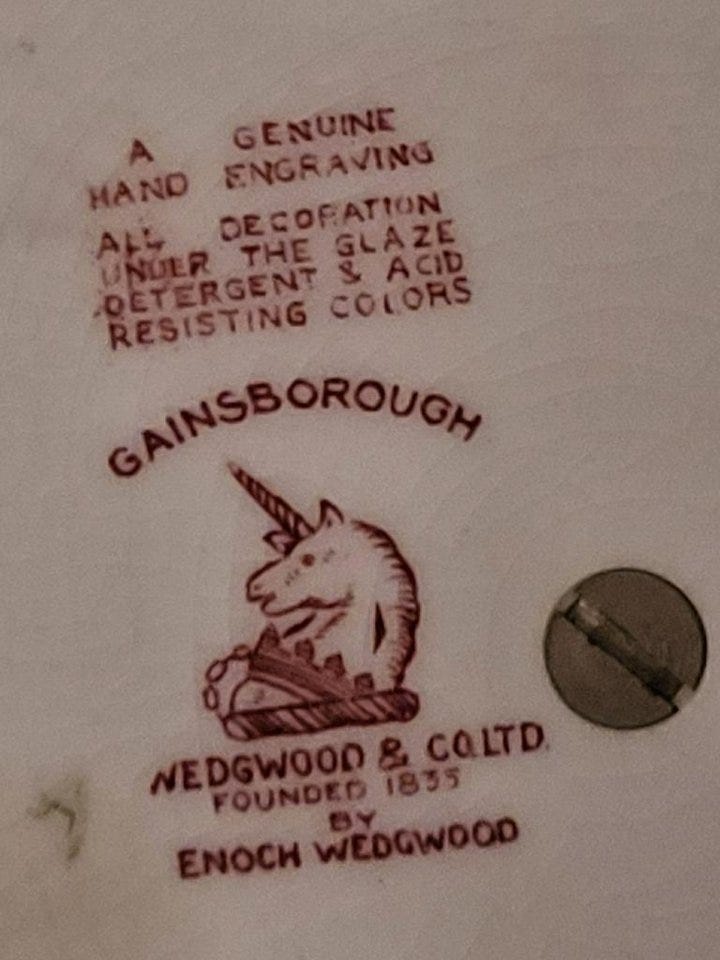 A GENUINE
HAND ENGRAVING
ALL DECORATION
UNDER THE GLAZE
DETERGENT & ACID
RESISTING COLORS
GAINSBOROUGH
WEDGWOOD & CO. LTD.
FOUNDED 1835
BY
ENOCH WEDGWOOD